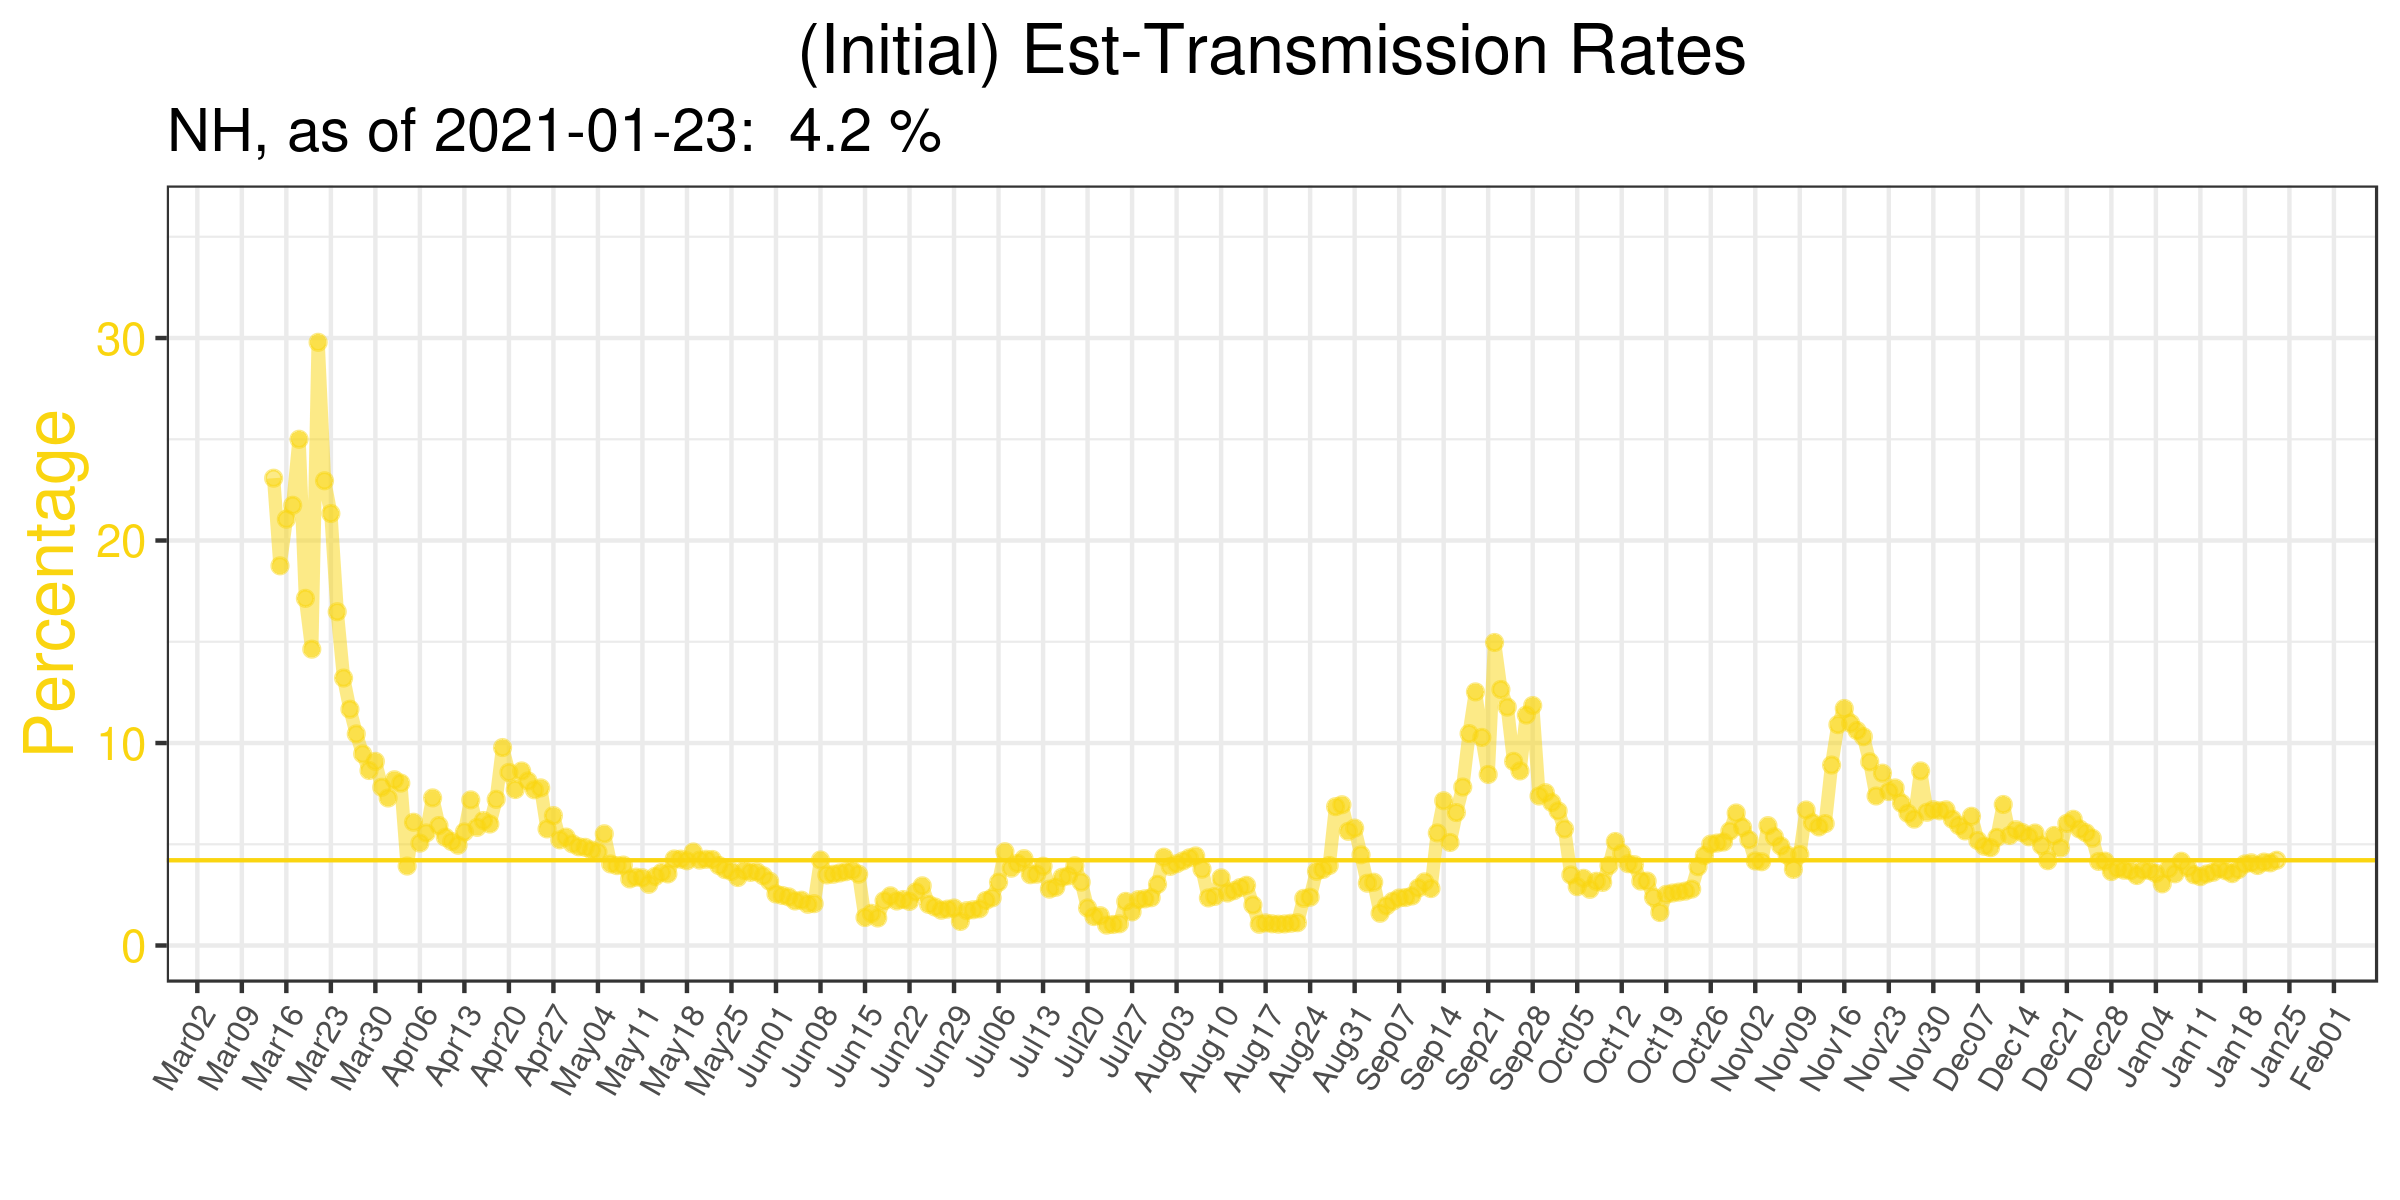 (Initial) Est-Transmission Rates
NH, as of 2021-01-23:  4.2 %
Percentage
30
20
10
0
Mar02
Mar09
Mar16
Mar23
Mar30
Apr06
Apr13
Apr20
Apr27
May04
May11
May18
May25
Jun01
Jun08
Jun15
Jun22
Jun29
Jul06
Jul13
Jul20
Jul27
Aug03
Aug10
Aug17
Aug24
Aug31
Sep07
Sep14
Sep21
Sep28
Oct05
Oct12
Oct19
Oct26
Nov02
Nov09
Nov16
Nov23
Nov30
Dec07
Dec14
Dec21
Dec28
Jan04
Jan11
Jan18
Jan25
Feb01